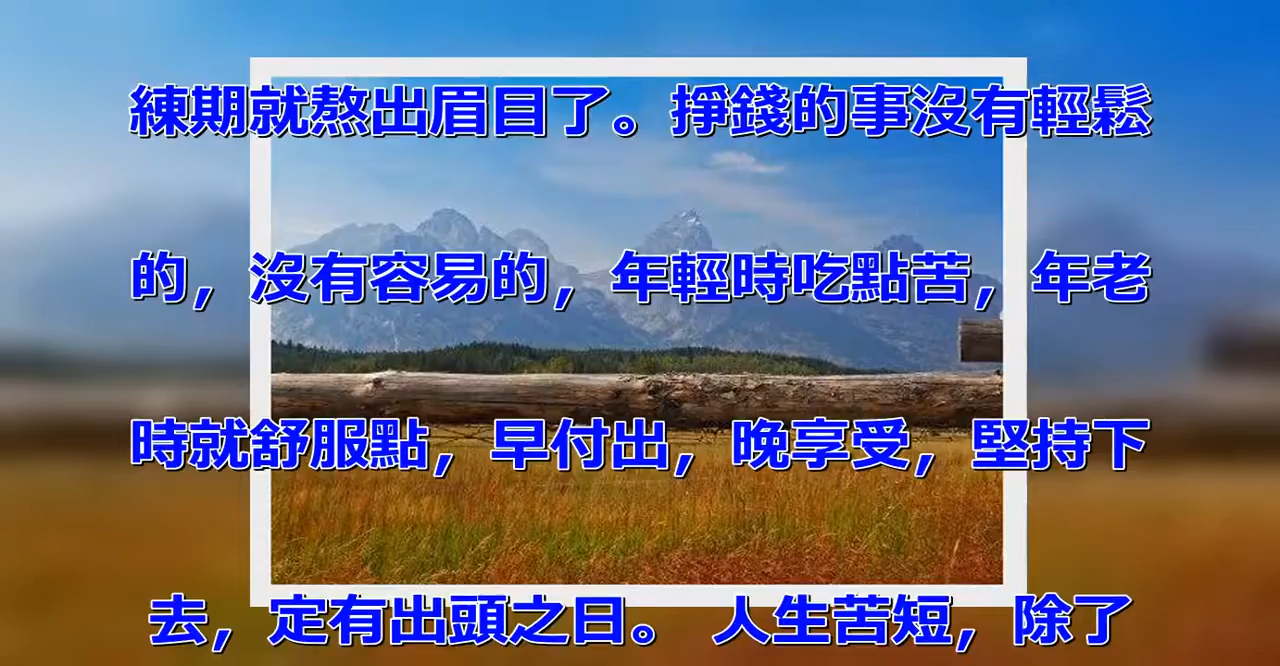 練期就熬出眉目了。掙錢的事沒有輕鬆
的，沒有容易的，年輕時吃點苦，年老
時就舒服點，早付出，晚享受，堅持下
去，定有出頭之日。 人生苦短，除了